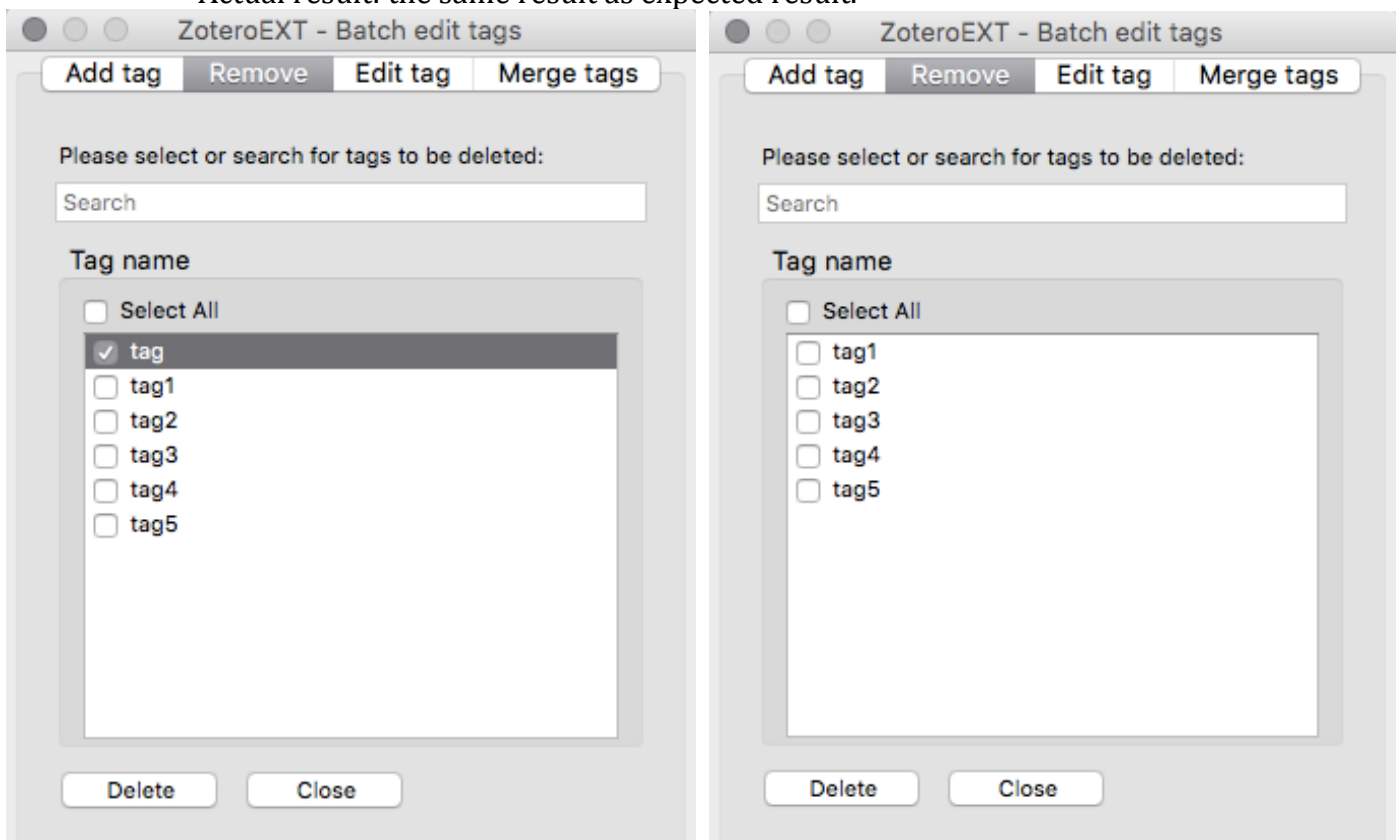 Actual result: the same result as expected result.
ZoteroEXT - Batch edit tags
Add tag Remove Edit tag Merge tags
Please select or search for tags to be deleted:
Search
Tag name
Select All
tag
tag1
tag2
tag3
tag4
tag5
Delete Close
ZoteroEXT - Batch edit tags
Add tag Remove Edit tag Merge tags
Please select or search for tags to be deleted:
Search
Tag name
Select All
tag1
tag2
tag3
tag4
tag5
Delete Close